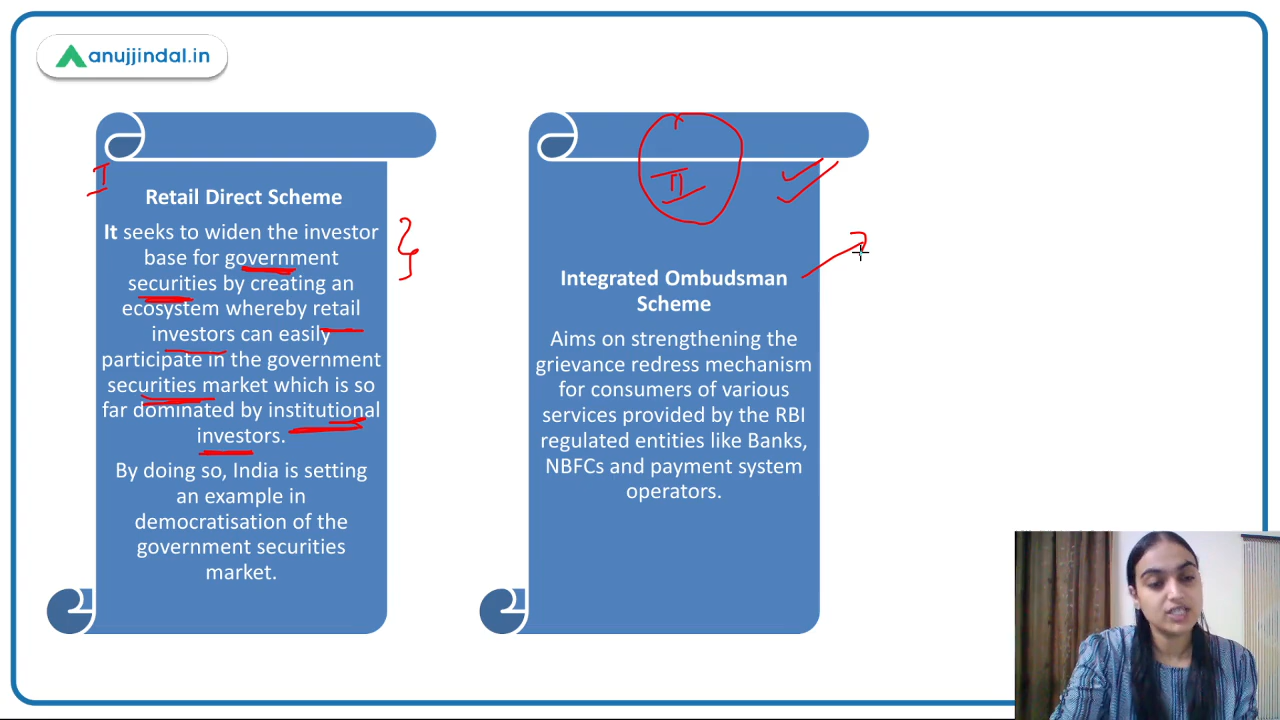 anujjindal.in
I
Retail Direct Scheme
It seeks to widen the investor
base for government
securities by creating an
ecosystem whereby retail
investors can easily
participate in the government
securities market which is so
far dominated by institutional
investors.
By doing so, India is setting
an example in
democratisation of the
government securities
market.
II
Integrated Ombudsman
Scheme
Aims on strengthening the
grievance redress mechanism
for consumers of various
services provided by the RBI
regulated entities like Banks,
NBFCs and payment system
operators.